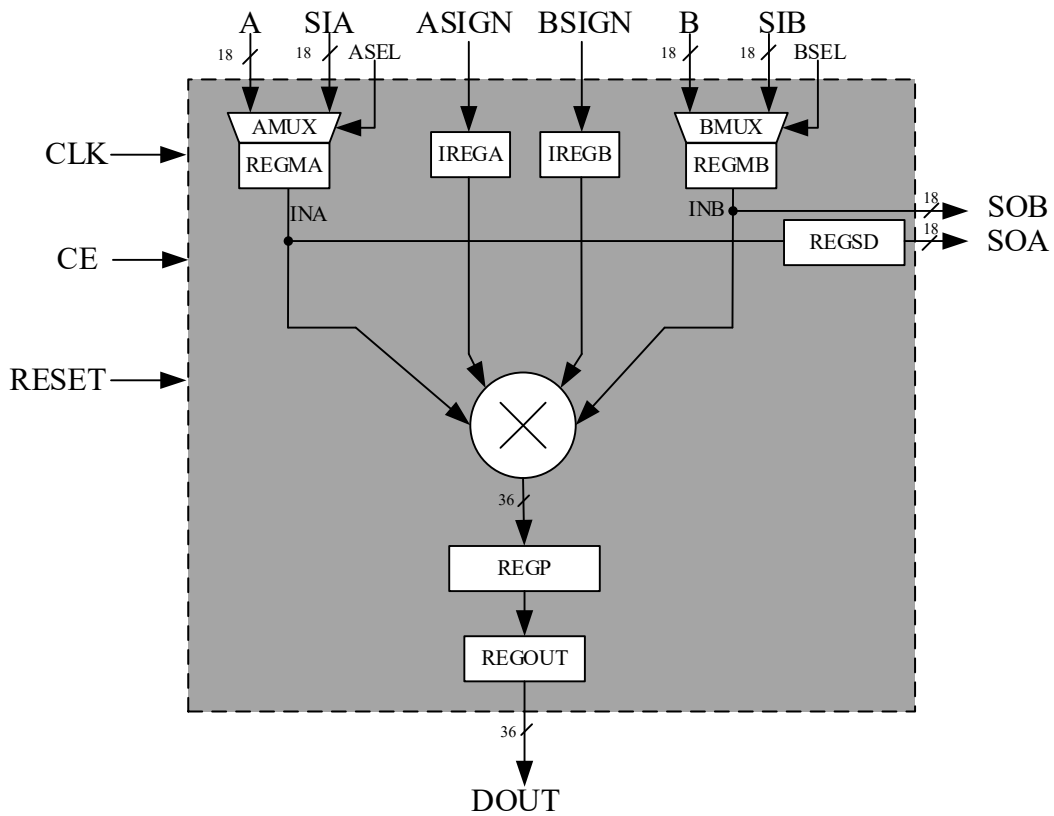 A SIA ASIGN BSIGN B SIB
18 18 ASEL 18 18 BSEL
AMUX BMUX
CLK REGMA IREGA IREGB REGMB
INA INB 18 SOB
REGSD 18 SOA
CE
RESET
36
REGP
REGOUT
36
DOUT